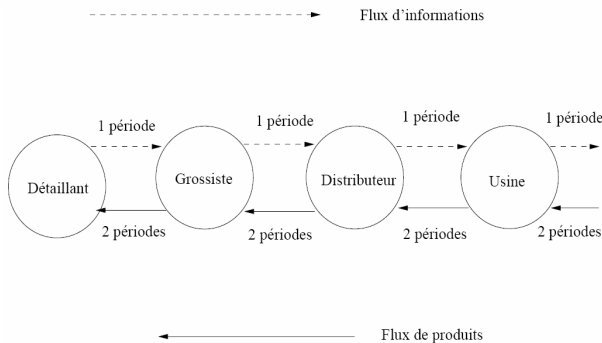 Flux d'informations
1 période
1 période
1 période
1 période
Détaillant
Grossiste
Distributeur
Usine
2 périodes
2 périodes
2 périodes
2 périodes
Flux de produits